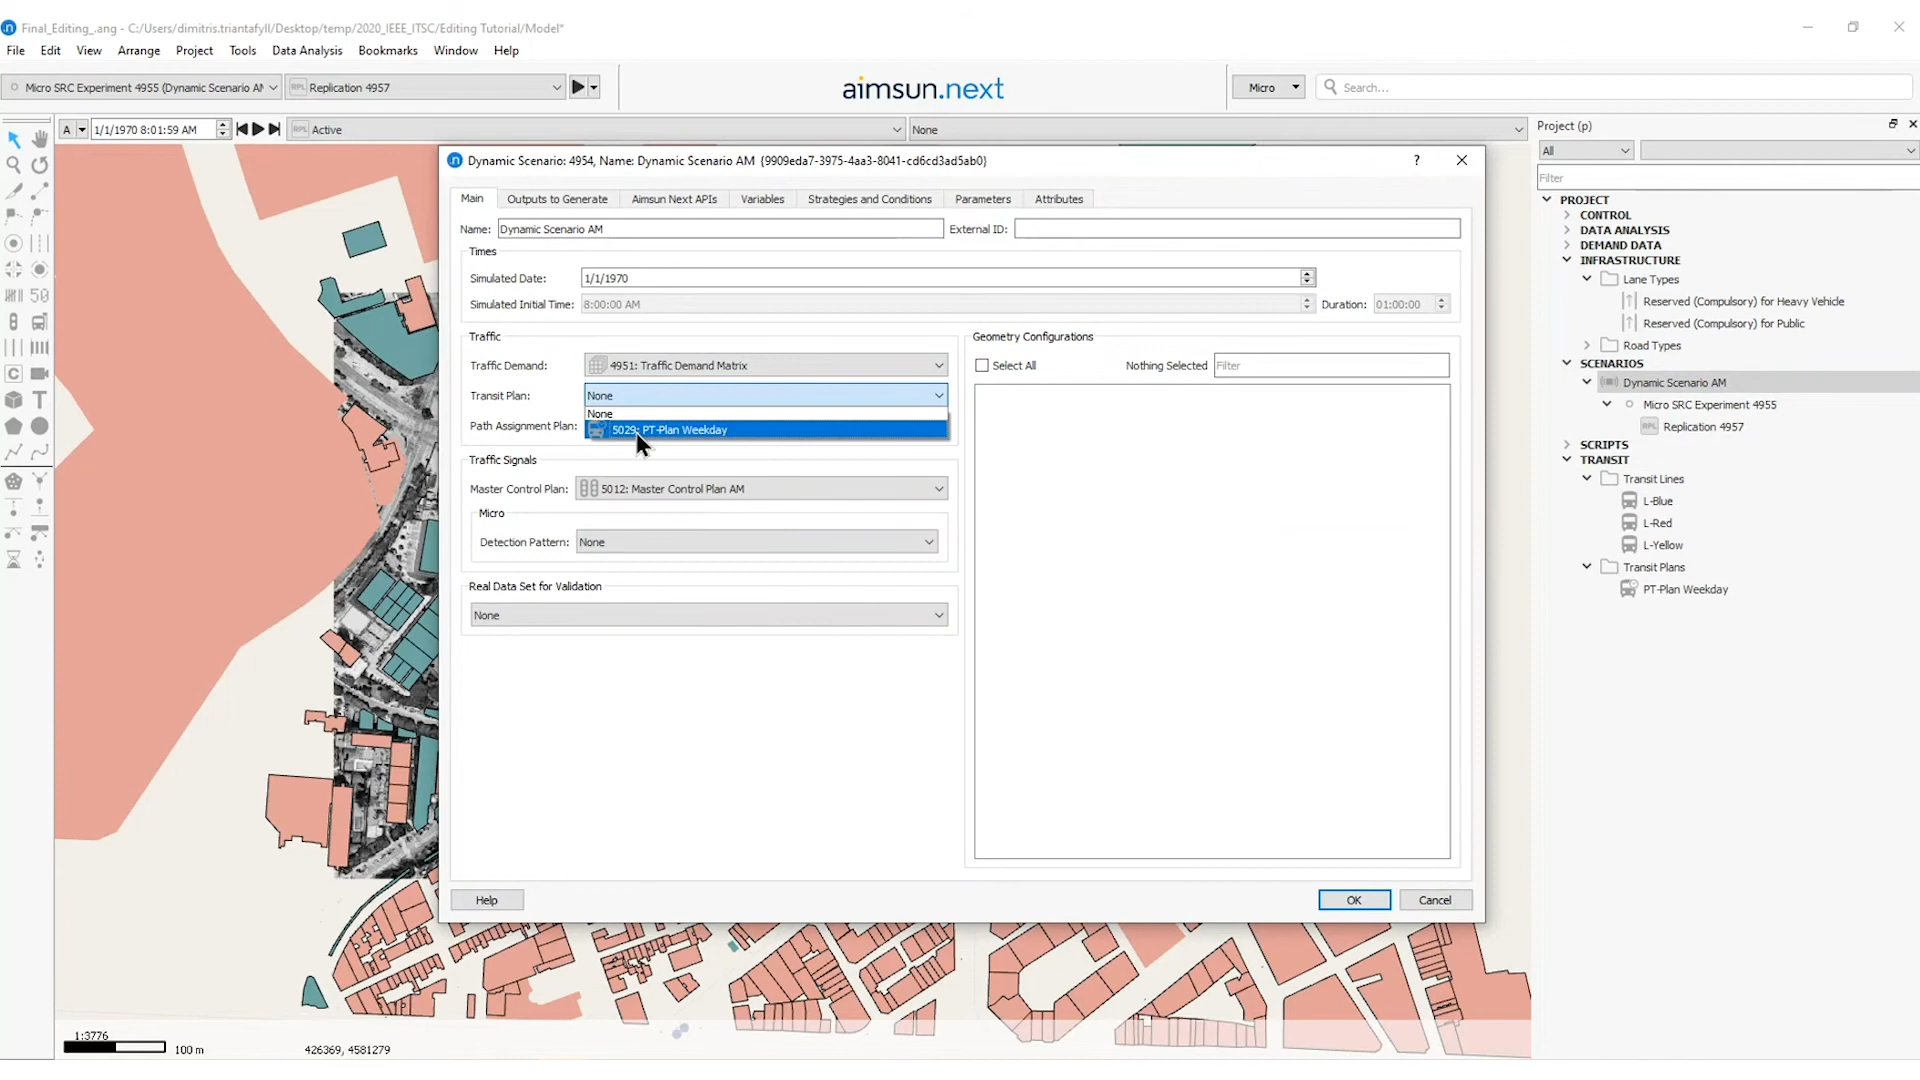 Final_Editing_.ang - C:/Users/dimitris.triantafyll/Desktop/temp/2020_IEEE_ITSC/Editing Tutorial/Model*
File Edit View Arrange Project Tools Data Analysis Bookmarks Window Help
Micro SRC Experiment 4955 (Dynamic Scenario AM
RPL Replication 4957
aimsun.next
Micro
Search...
A 1/1/1970 8:01:59 AM
RPL Active
None
Project (p)
All
Filter
Dynamic Scenario: 4954, Name: Dynamic Scenario AM {9909eda7-3975-4aa3-8041-cd6cd3ad5ab0}
?
Main Outputs to Generate Aimsun Next APIs Variables Strategies and Conditions Parameters Attributes
Name: Dynamic Scenario AM External ID:
Times
Simulated Date: 1/1/1970
Simulated Initial Time: 8:00:00 AM Duration: 01:00:00
Traffic
Traffic Demand: 4951: Traffic Demand Matrix
Transit Plan: None
None
5029: PT-Plan Weekday
Path Assignment Plan:
Traffic Signals
Master Control Plan: 5012: Master Control Plan AM
Micro
Detection Pattern: None
Real Data Set for Validation
None
Geometry Configurations
Select All Nothing Selected Filter
Help OK Cancel
PROJECT
CONTROL
DATA ANALYSIS
DEMAND DATA
INFRASTRUCTURE
Lane Types
Reserved (Compulsory) for Heavy Vehicle
Reserved (Compulsory) for Public
Road Types
SCENARIOS
Dynamic Scenario AM
Micro SRC Experiment 4955
RPL Replication 4957
SCRIPTS
TRANSIT
Transit Lines
L-Blue
L-Red
L-Yellow
Transit Plans
PT-Plan Weekday
50
C
T
1:3776
100 m
426369, 4581279